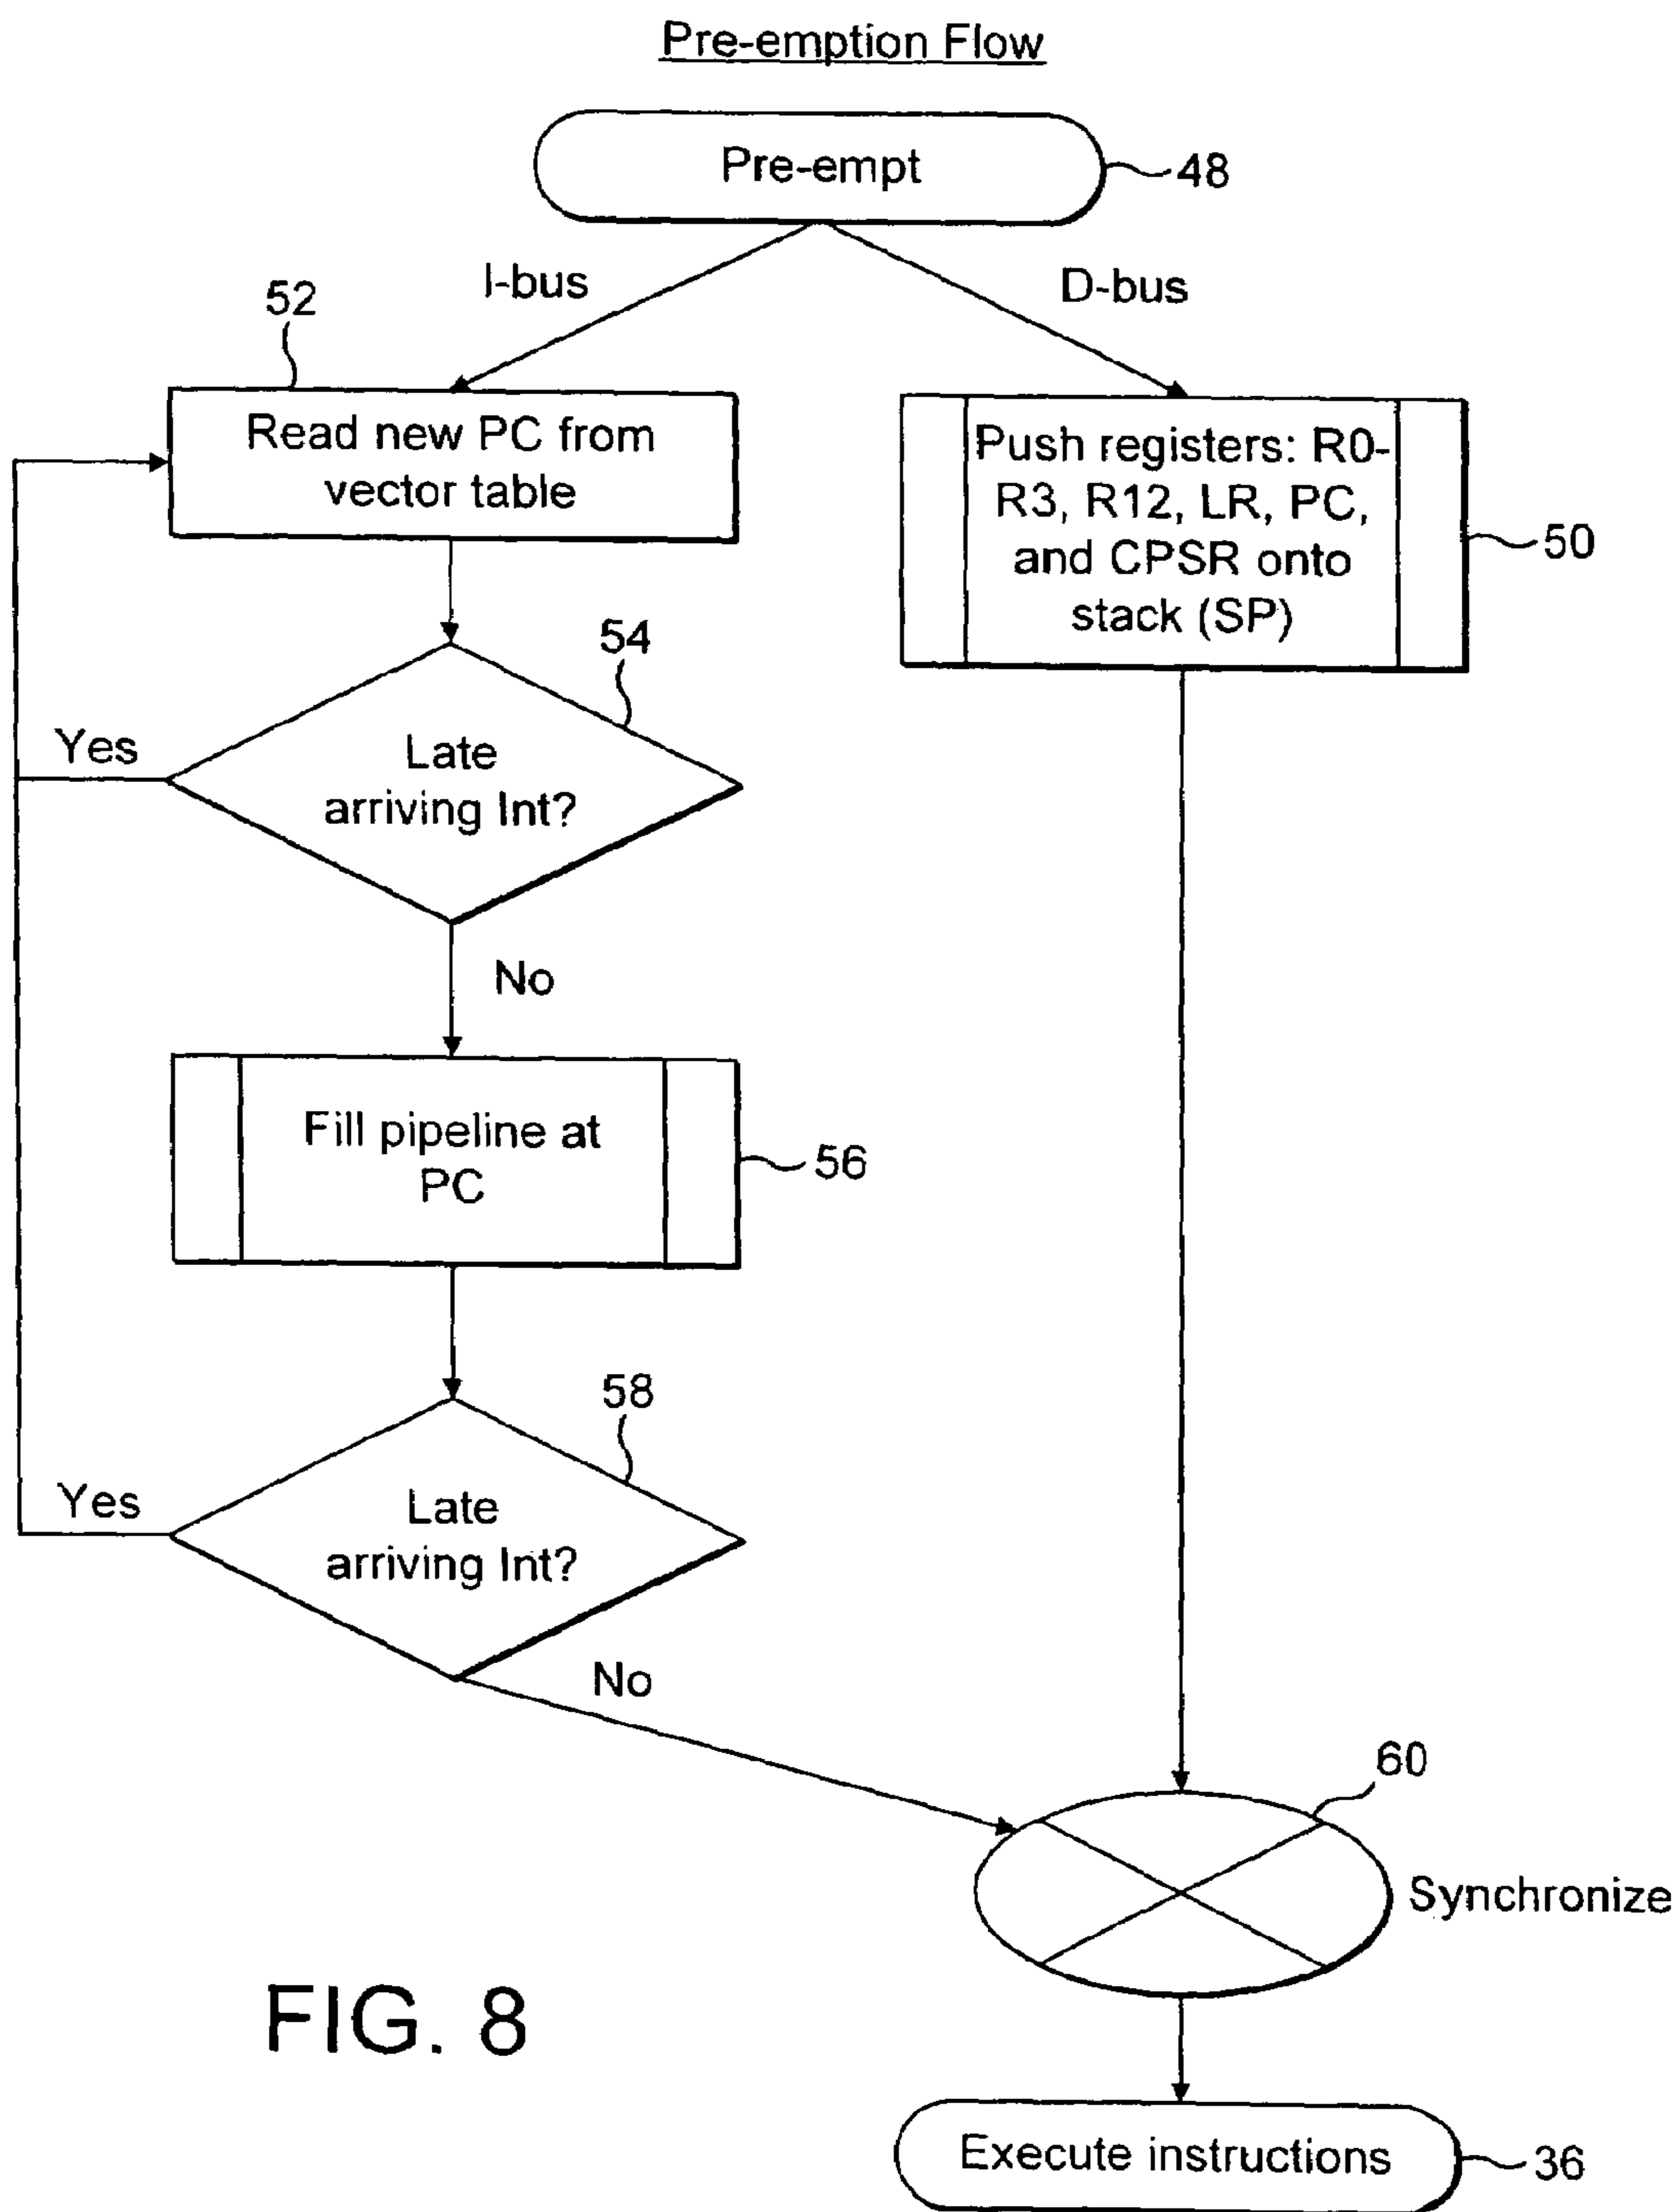 Pre-emption Flow
Pre-empt
48
I-bus
D-bus
52
Read new PC from
vector table
Push registers: R0-
R3, R12, LR, PC,
and CPSR onto
stack (SP)
50
54
Yes
Late
arriving Int?
No
Fill pipeline at
PC
56
58
Yes
Late
arriving Int?
No
60
Synchronize
FIG. 8
Execute instructions
36